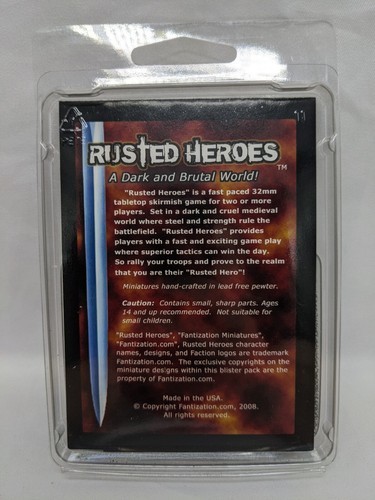 RUSTED HEROES
TM
A Dark and Brutal World!
"Rusted Heroes" is a fast paced 32mm
tabletop skirmish game for two or more
players. Set in a dark and cruel medieval
world where steel and strength rule the
battlefield. "Rusted Heroes" provides
players with a fast and exciting game play
where superior tactics can win the day.
So rally your troops and prove to the realm
that you are their "Rusted Hero"!
Miniatures hand-crafted in lead free pewter.
Caution: Contains small, sharp parts. Ages
14 and up recommended. Not suitable for
small children.
"Rusted Heroes", "Fantization Miniatures",
"Fantization.com", Rusted Heroes character
names, designs, and Faction logos are trademark
Fantization.com. The exclusive copyrights on the
miniature designs within this blister pack are the
property of Fantization.com.
Made in the USA.
© Copyright Fantization.com, 2008.
All rights reserved.